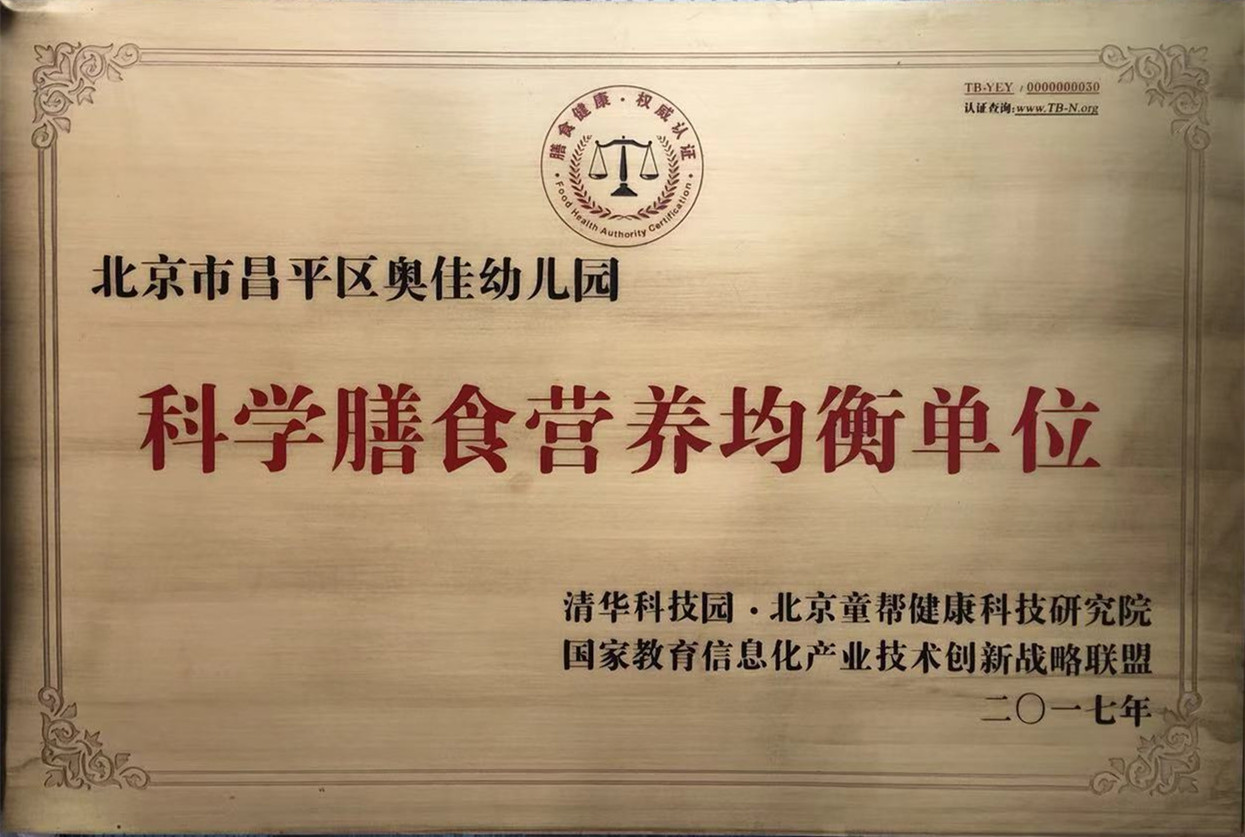 膳食健康·权威认证
·Food Health Authority Certification·
TB-YEY / 0000000030
认证查询:www.TB-N.org
北京市昌平区奥佳幼儿园
科学膳食营养均衡单位
清华科技园·北京童帮健康科技研究院
国家教育信息化产业技术创新战略联盟
二〇一七年